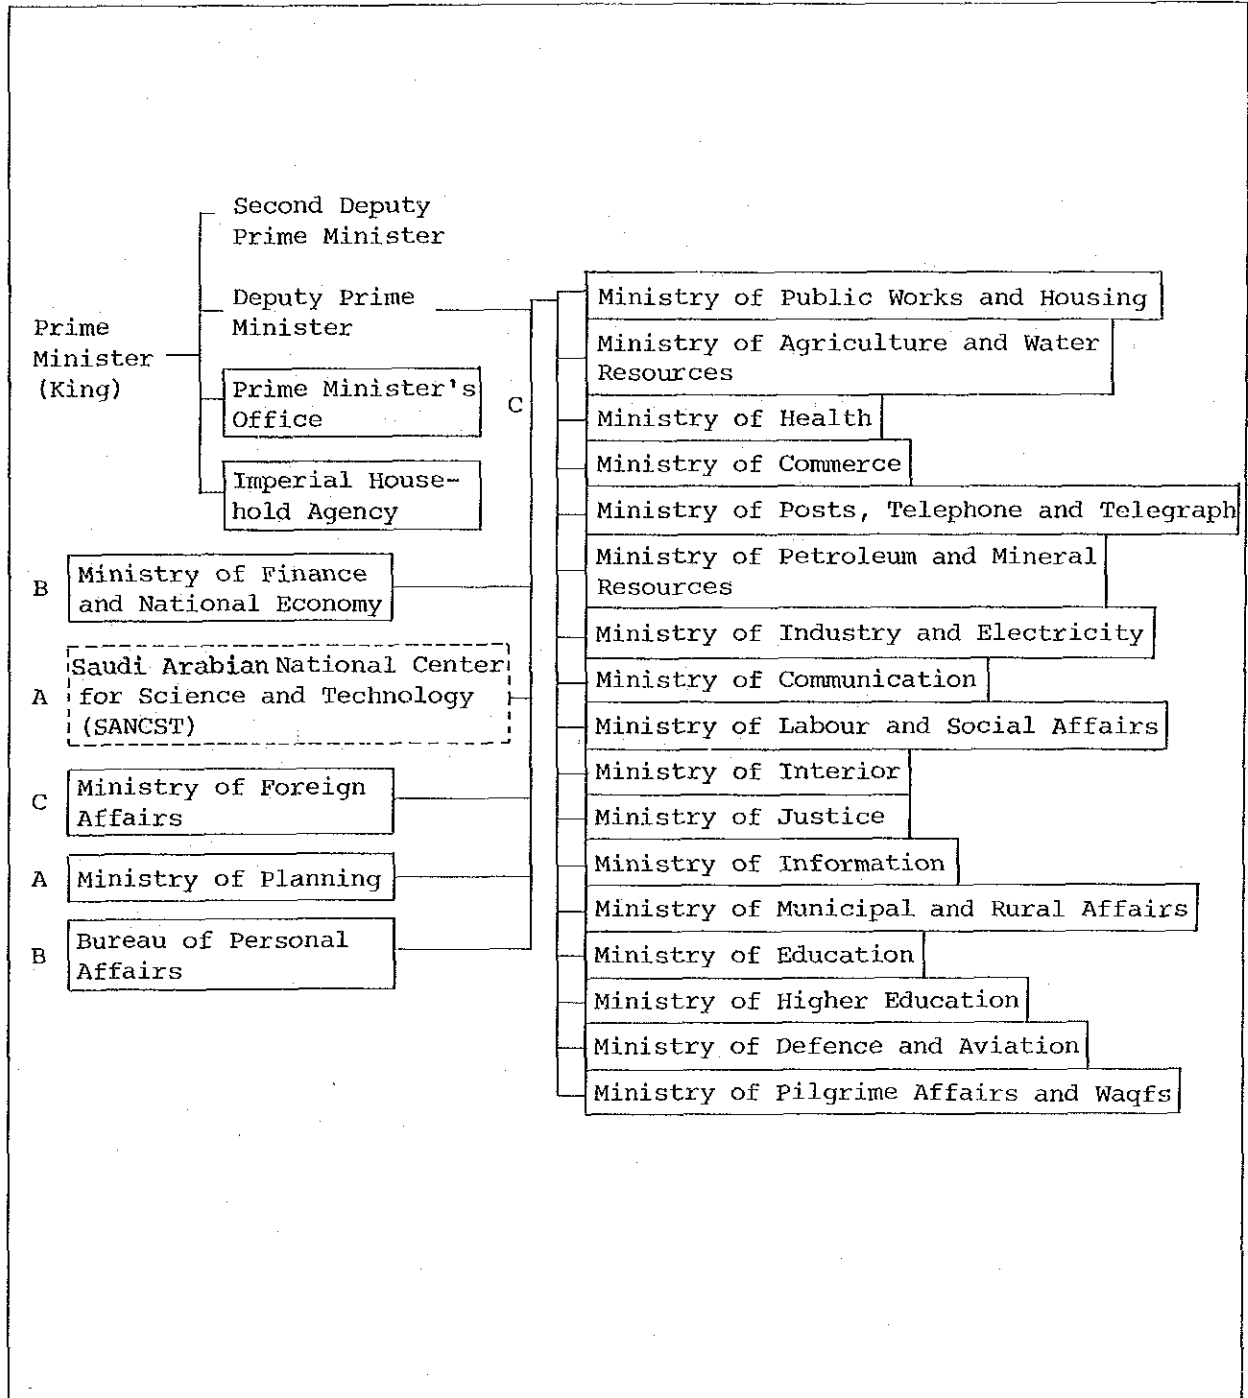 Second Deputy
Prime Minister
Deputy Prime
Minister
Prime
Minister
(King)
Prime Minister's
Office
C
Imperial House-
hold Agency
B
Ministry of Finance
and National Economy
A
Saudi Arabian National Center
for Science and Technology
(SANCST)
C
Ministry of Foreign
Affairs
A
Ministry of Planning
B
Bureau of Personal
Affairs
Ministry of Public Works and Housing
Ministry of Agriculture and Water
Resources
Ministry of Health
Ministry of Commerce
Ministry of Posts, Telephone and Telegraph
Ministry of Petroleum and Mineral
Resources
Ministry of Industry and Electricity
Ministry of Communication
Ministry of Labour and Social Affairs
Ministry of Interior
Ministry of Justice
Ministry of Information
Ministry of Municipal and Rural Affairs
Ministry of Education
Ministry of Higher Education
Ministry of Defence and Aviation
Ministry of Pilgrime Affairs and Waqfs